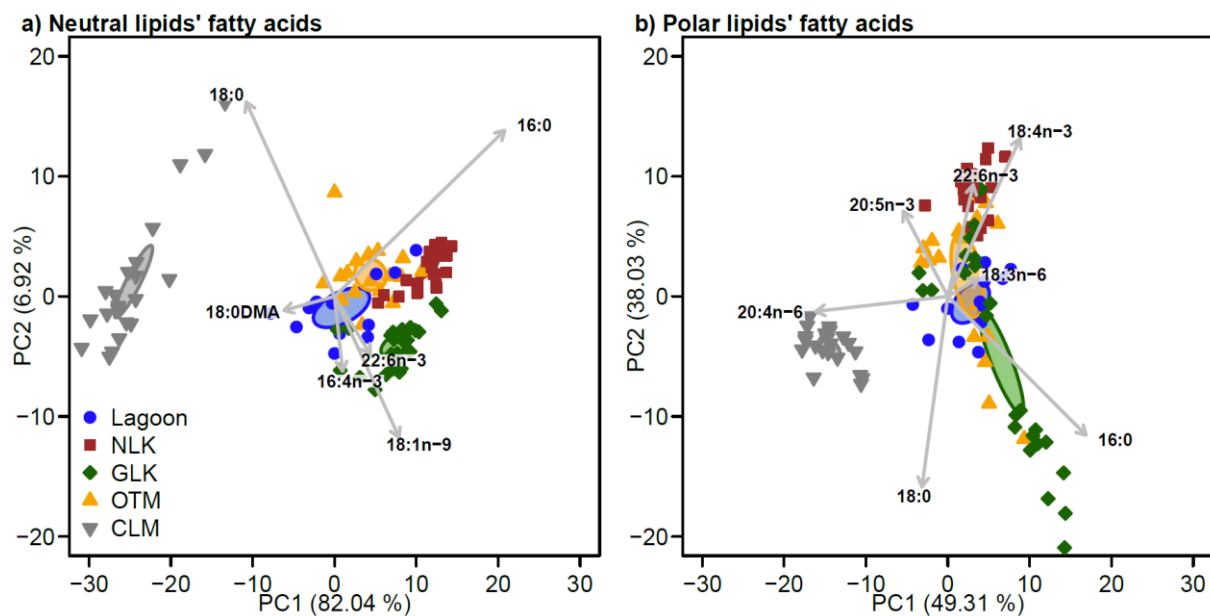 a) Neutral lipids' fatty acids
20
10
0
−10
−20
PC2 (6.92 %)
18:0
16:0
18:0DMA
22:6n−3
16:4n−3
18:1n−9
Lagoon
NLK
GLK
OTM
CLM
−30 −20 −10 0 10 20 30
PC1 (82.04 %)
b) Polar lipids' fatty acids
20
10
0
−10
−20
PC2 (38.03 %)
18:4n−3
22:6n−3
20:5n−3
18:3n−6
20:4n−6
16:0
18:0
−30 −20 −10 0 10 20 30
PC1 (49.31 %)